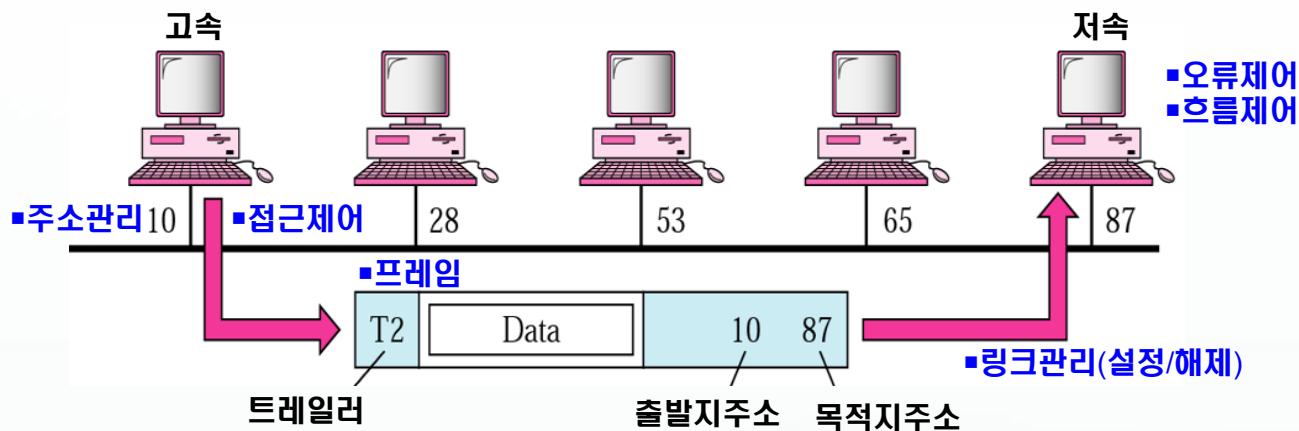 고속
저속
▪오류제어
▪흐름제어
▪주소관리 10
▪접근제어
28
53
65
87
▪프레임
T2 Data 10 87
▪링크관리(설정/해제)
트레일러
출발지주소 목적지주소